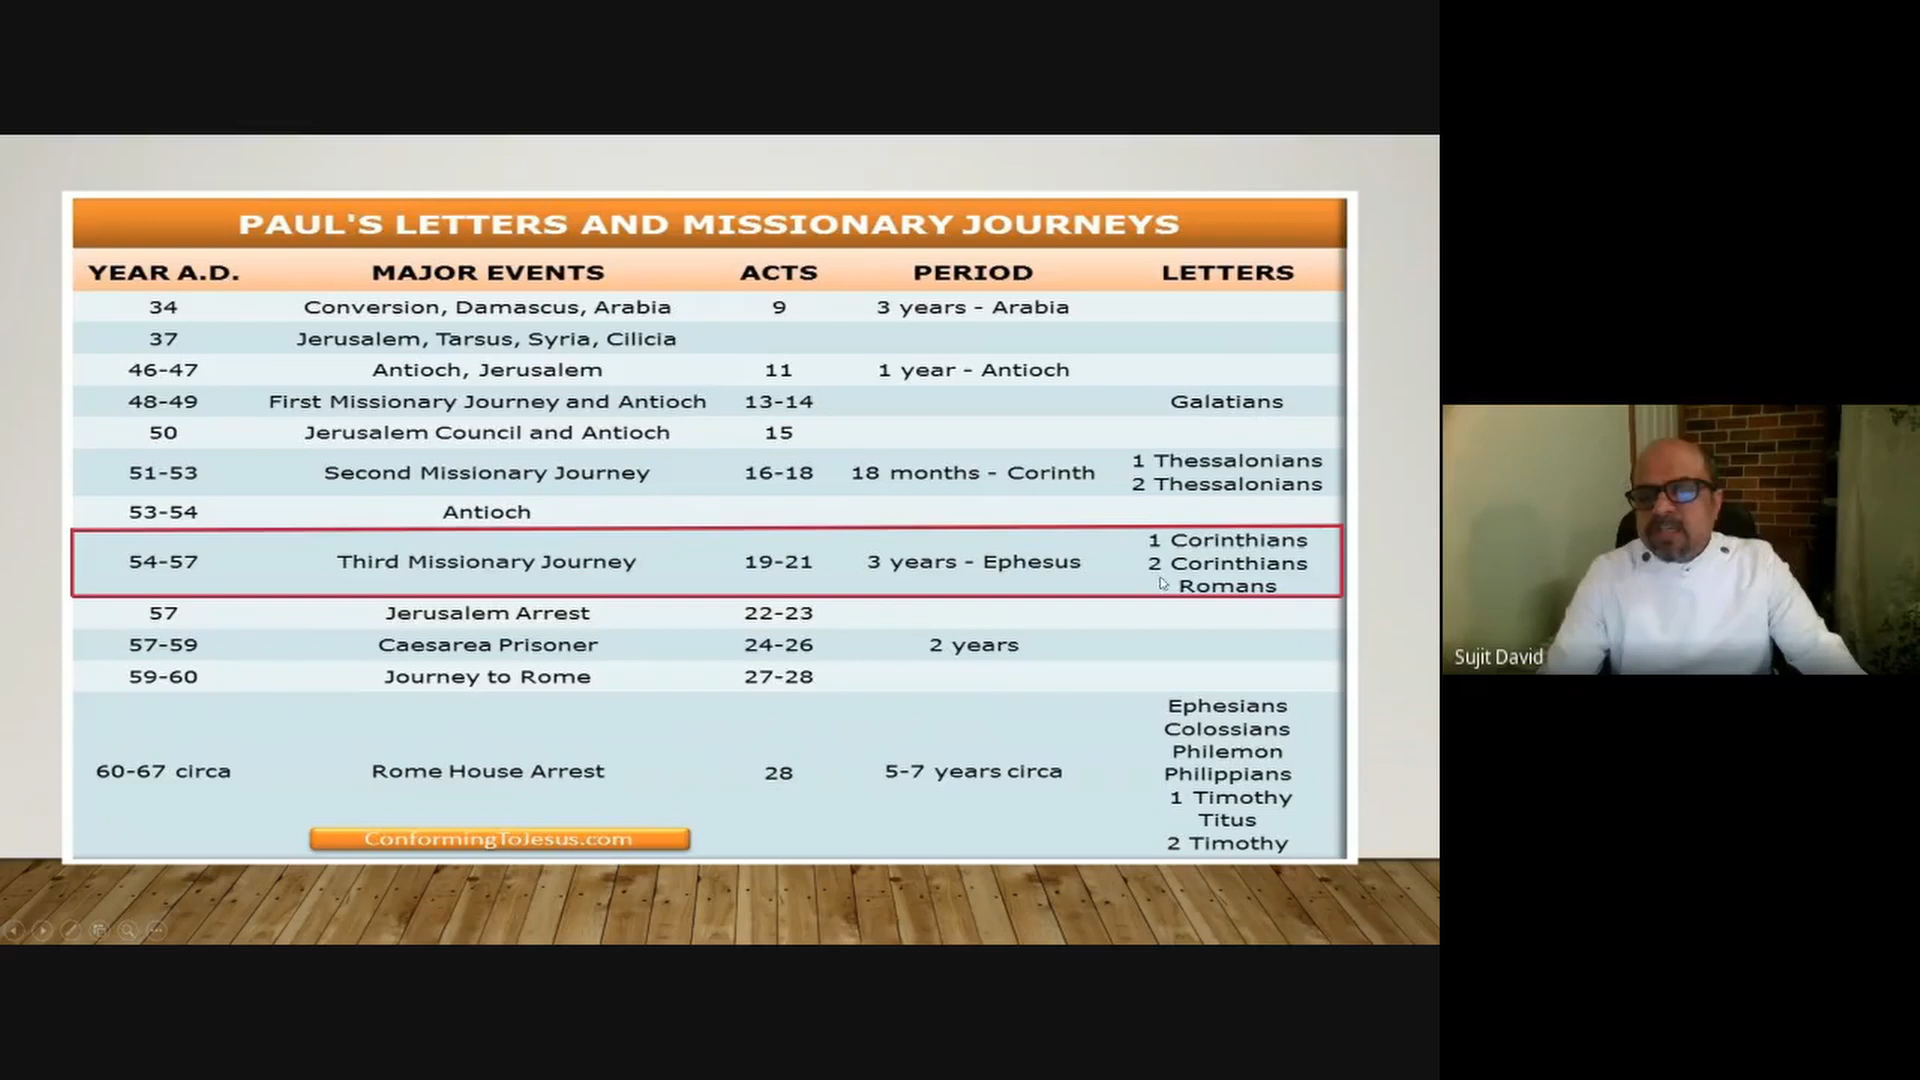 PAUL'S LETTERS AND MISSIONARY JOURNEYS
YEAR A.D. MAJOR EVENTS ACTS PERIOD LETTERS
34 Conversion, Damascus, Arabia 9 3 years - Arabia
37 Jerusalem, Tarsus, Syria, Cilicia
46-47 Antioch, Jerusalem 11 1 year - Antioch
48-49 First Missionary Journey and Antioch 13-14 Galatians
50 Jerusalem Council and Antioch 15
51-53 Second Missionary Journey 16-18 18 months - Corinth 1 Thessalonians
2 Thessalonians
53-54 Antioch
54-57 Third Missionary Journey 19-21 3 years - Ephesus 1 Corinthians
2 Corinthians
Romans
57 Jerusalem Arrest 22-23
57-59 Caesarea Prisoner 24-26 2 years
59-60 Journey to Rome 27-28
60-67 circa Rome House Arrest 28 5-7 years circa Ephesians
Colossians
Philemon
Philippians
1 Timothy
Titus
2 Timothy
ConformingToJesus.com
Sujit David